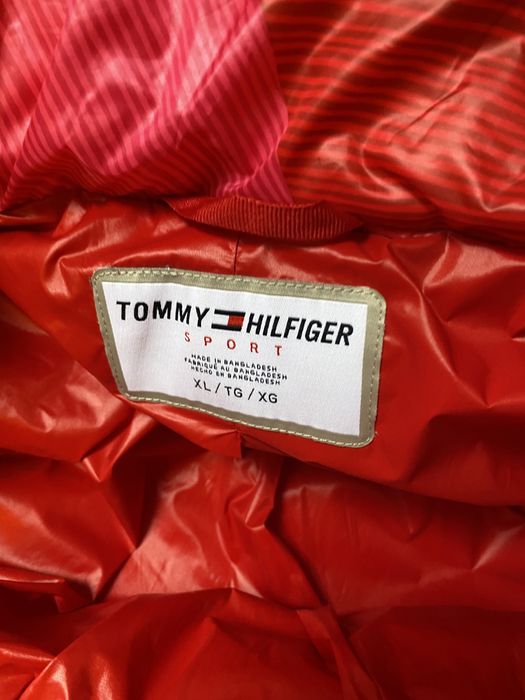 TOMMY HILFIGER
SPORT
MADE IN BANGLADESH
FABRIQUÉ AU BANGLADESH
HECHO EN BANGLADESH
XL / TG / XG